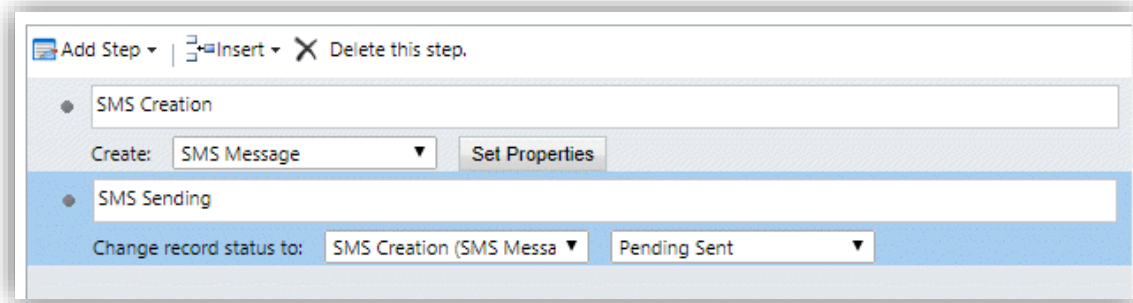 Add Step Insert Delete this step.
SMS Creation
Create: SMS Message Set Properties
SMS Sending
Change record status to: SMS Creation (SMS Messa Pending Sent